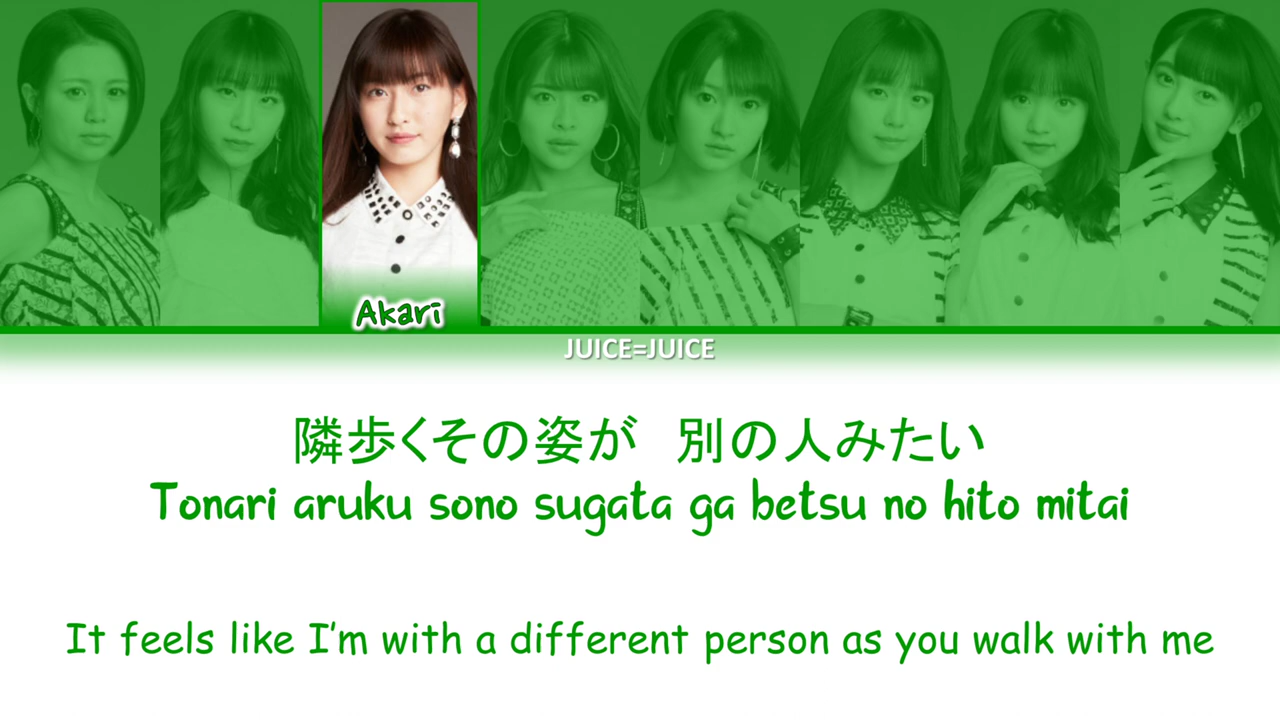 Akari
JUICE=JUICE
隣歩くその姿が　別の人みたい
Tonari aruku sono sugata ga betsu no hito mitai
It feels like I'm with a different person as you walk with me